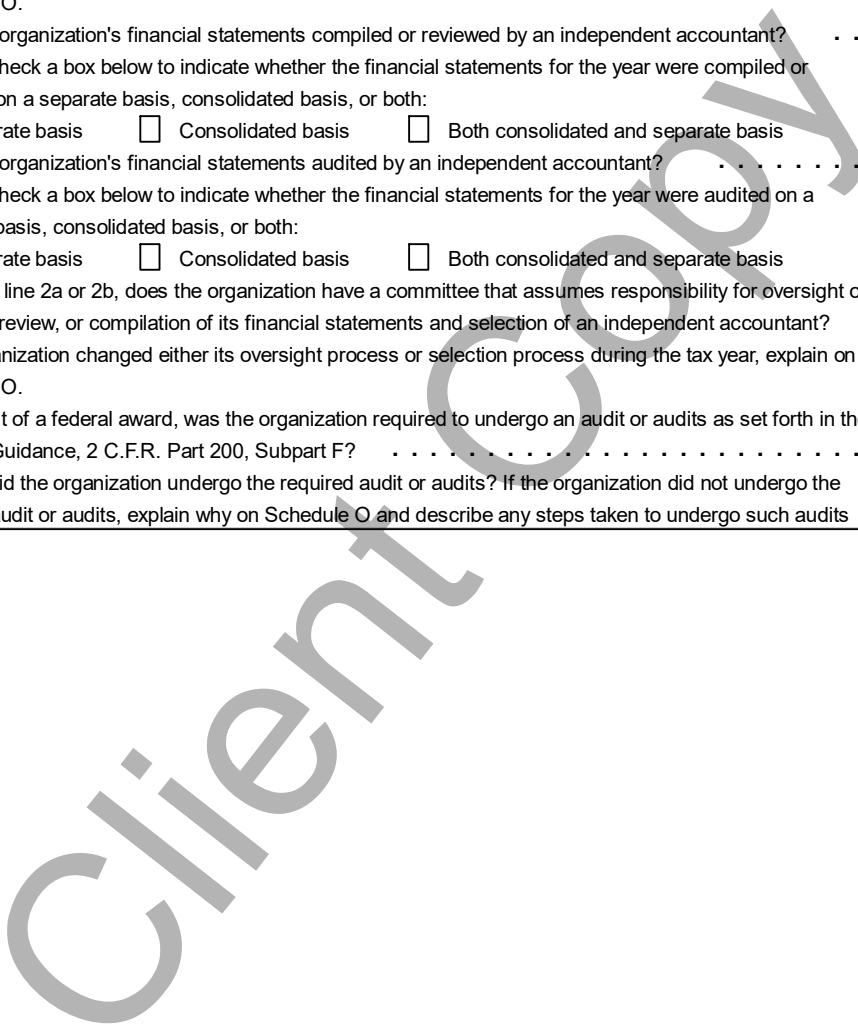 O.
organization's financial statements compiled or reviewed by an independent accountant? . .
heck a box below to indicate whether the financial statements for the year were compiled or
on a separate basis, consolidated basis, or both:
rate basis Consolidated basis Both consolidated and separate basis
organization's financial statements audited by an independent accountant? . . . . . . . .
heck a box below to indicate whether the financial statements for the year were audited on a
basis, consolidated basis, or both:
rate basis Consolidated basis Both consolidated and separate basis
line 2a or 2b, does the organization have a committee that assumes responsibility for oversight o
review, or compilation of its financial statements and selection of an independent accountant?
nization changed either its oversight process or selection process during the tax year, explain on
O.
t of a federal award, was the organization required to undergo an audit or audits as set forth in the
Guidance, 2 C.F.R. Part 200, Subpart F? . . . . . . . . . . . . . . . . . . . . . . . . .
id the organization undergo the required audit or audits? If the organization did not undergo the
audit or audits, explain why on Schedule O and describe any steps taken to undergo such audits
Client Copy